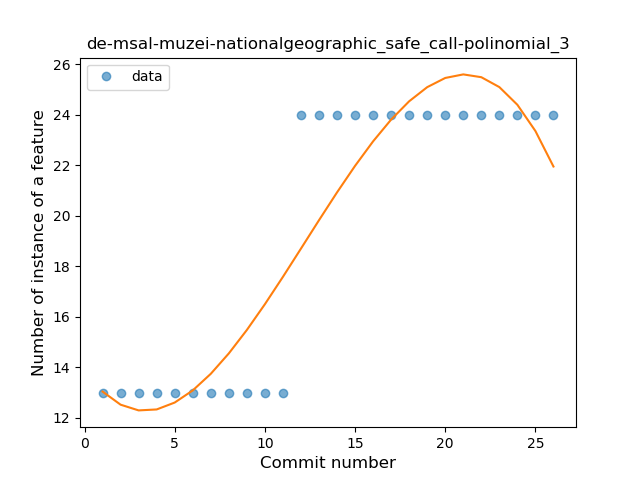 de-msal-muzei-nationalgeographic_safe_call-polinomial_3
data
Number of instance of a feature
26
24
22
20
18
16
14
12
0 5 10 15 20 25
Commit number